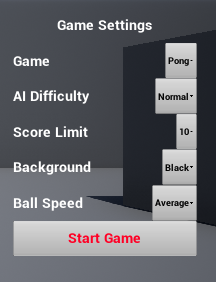 Game Settings
Game Pong
AI Difficulty Normal
Score Limit 10
Background Black
Ball Speed Average
Start Game